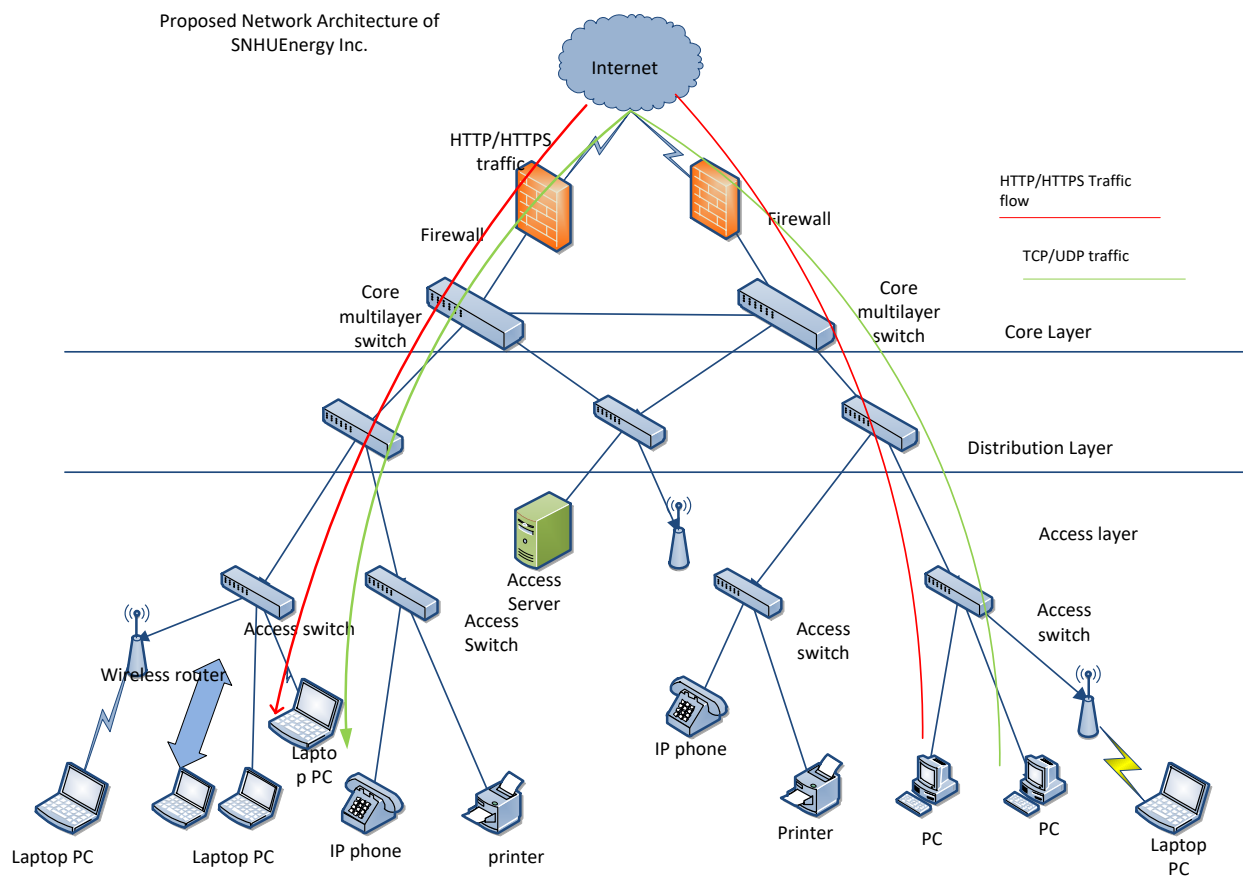 Proposed Network Architecture of
SNHUEnergy Inc.
Internet
HTTP/HTTPS
traffic
HTTP/HTTPS Traffic
flow
Firewall
Firewall
TCP/UDP traffic
Core
multilayer
switch
Core
multilayer
switch
Core Layer
Distribution Layer
Access layer
Access
Server
Access switch
Access
Switch
Access
switch
Access
switch
Wireless router
Lapto
p PC
IP phone
Laptop PC
Laptop PC
IP phone
printer
Printer
PC
PC
Laptop
PC